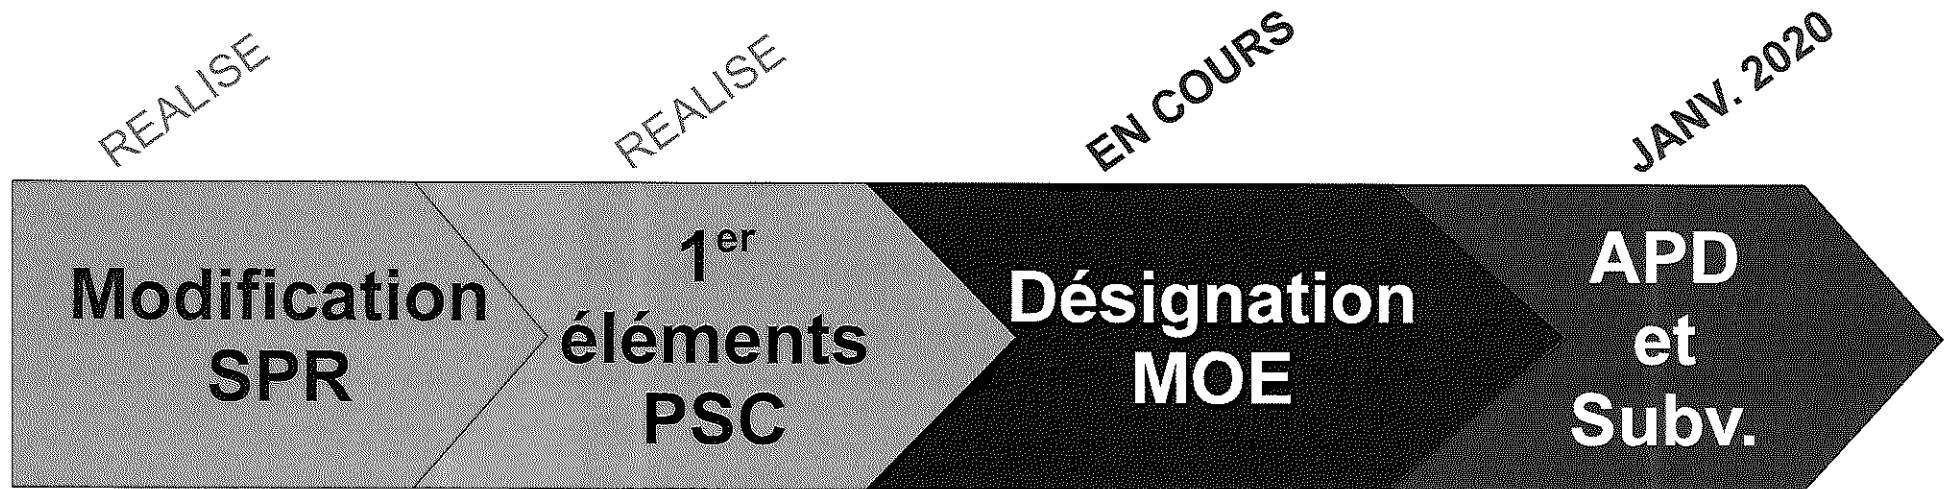 REALISE
REALISE
EN COURS
JANV. 2020
Modification
SPR
1er
éléments
PSC
Désignation
MOE
APD
et
Subv.